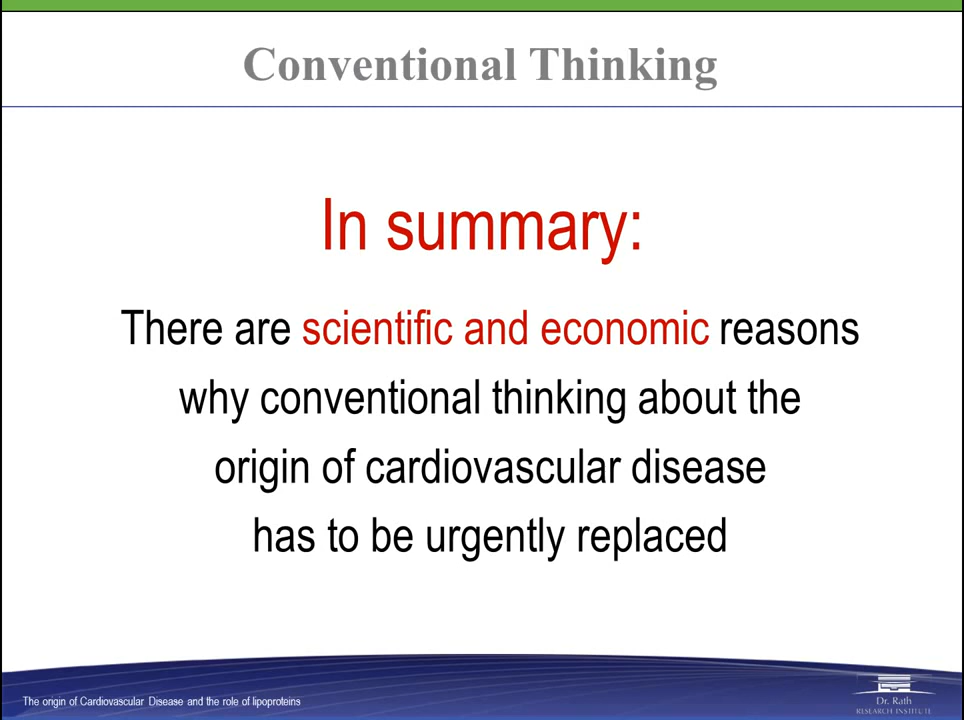 Conventional Thinking
In summary:
There are scientific and economic reasons
why conventional thinking about the
origin of cardiovascular disease
has to be urgently replaced
The origin of Cardiovascular Disease and the role of lipoproteins
Dr. Rath
RESEARCH INSTITUTE